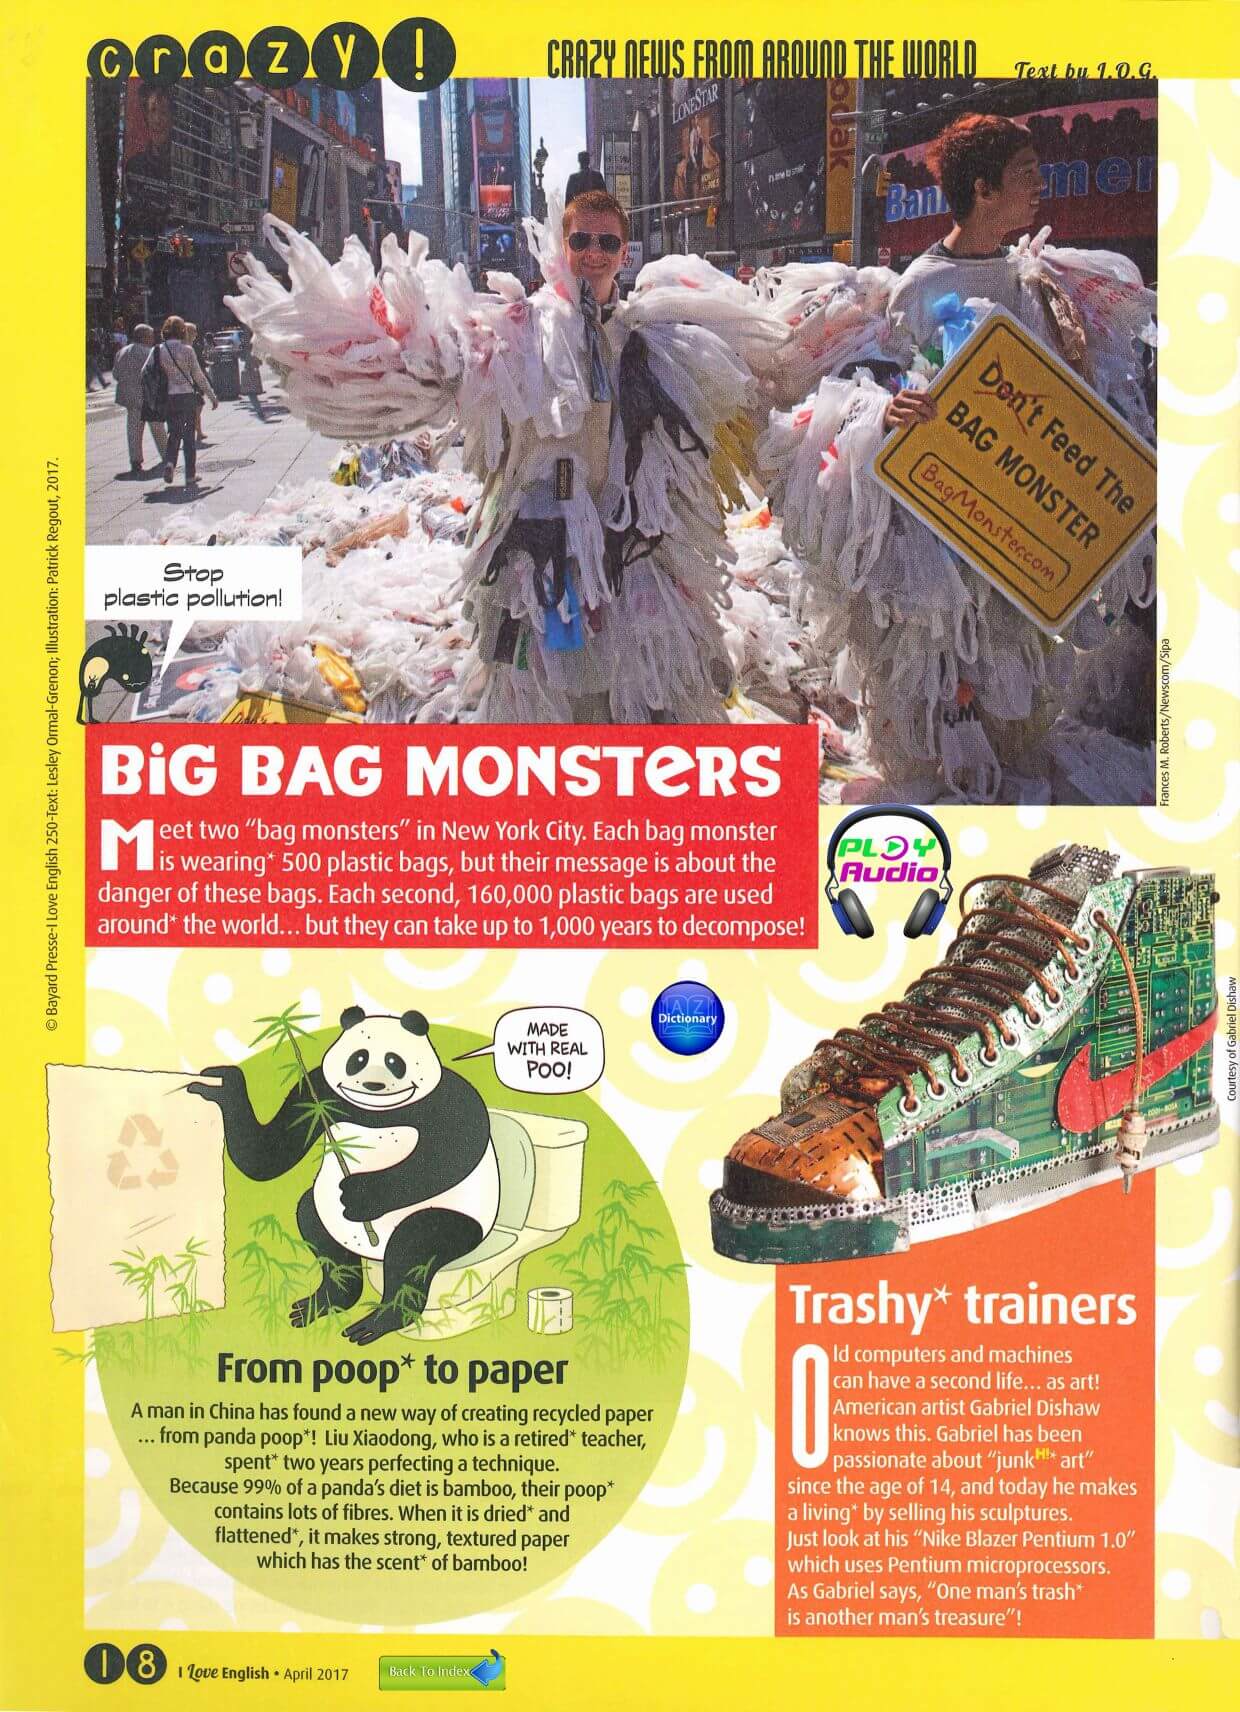 crazy!
CRAZY NEWS FROM AROUND THE WORLD
Text by L.O.G.
LONESTAR
Bank
Don't Feed The
BAG MONSTER
BagMonster.com
Stop
plastic pollution!
© Bayard Presse-I Love English 250-Text: Lesley Ormal-Grenon; Illustration: Patrick Regout, 2017.
Frances M. Roberts/Newscom/Sipa
BiG BAG MONSTeRS
Meet two “bag monsters” in New York City. Each bag monster
is wearing* 500 plastic bags, but their message is about the
danger of these bags. Each second, 160,000 plastic bags are used
around* the world... but they can take up to 1,000 years to decompose!
PLAY
Audio
A Z
Dictionary
MADE
WITH REAL
POO!
Courtesy of Gabriel Dishaw
From poop* to paper
A man in China has found a new way of creating recycled paper
... from panda poop*! Liu Xiaodong, who is a retired* teacher,
spent* two years perfecting a technique.
Because 99% of a panda's diet is bamboo, their poop*
contains lots of fibres. When it is dried* and
flattened*, it makes strong, textured paper
which has the scent* of bamboo!
Trashy* trainers
Old computers and machines
can have a second life... as art!
American artist Gabriel Dishaw
knows this. Gabriel has been
passionate about “junkH!* art”
since the age of 14, and today he makes
a living* by selling his sculptures.
Just look at his “Nike Blazer Pentium 1.0”
which uses Pentium microprocessors.
As Gabriel says, “One man's trash*
is another man's treasure”!
18
I Love English • April 2017
Back To Index